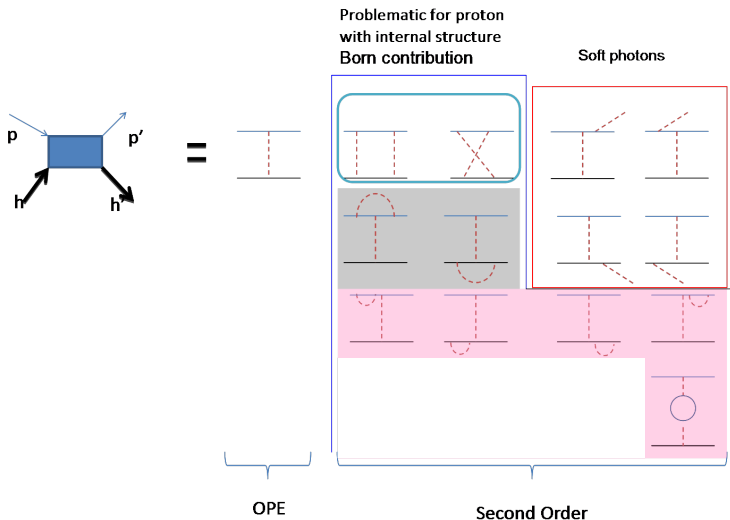 Problematic for proton
with internal structure
Born contribution
Soft photons
p
p'
=
h
h'
OPE
Second Order